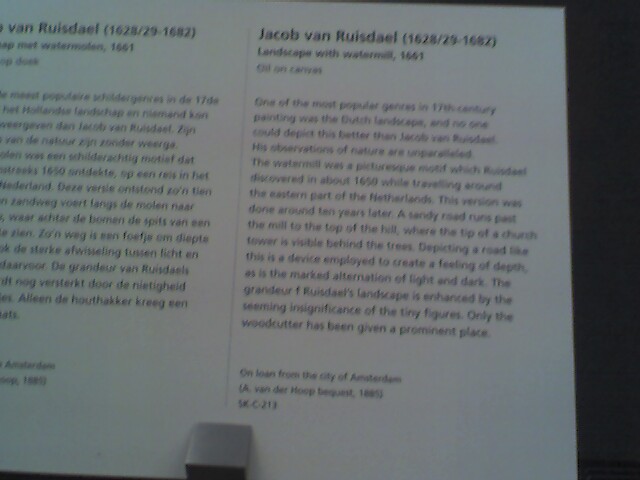 van Ruisdael (1628/29-1682)
met watermolen, 1661
op doek
meest populaire schildergenres in de 17de
het Hollandse landschap en niemand kon
weergeven dan Jacob van Ruisdael. Zijn
van de natuur zijn zonder weerga.
was een schilderachtig motief dat
1650 ontdekte, op een reis in het
Nederland. Deze versie ontstond zo'n tien
zandweg voert langs de molen naar
waar achter de bomen de spits van een
te zien. Zo'n weg is een foefje om diepte
de sterke afwisseling tussen licht en
daarvoor. De grandeur van Ruisdaels
nog versterkt door de nietigheid
Alleen de houthakker kreeg een
Amsterdam
1885)
Jacob van Ruisdael (1628/29-1682)
Landscape with watermill, 1661
Oil on canvas
One of the most popular genres in 17th-century
painting was the Dutch landscape, and no one
could depict this better than Jacob van Ruisdael.
His observations of nature are unparalleled.
The watermill was a picturesque motif which Ruisdael
discovered in about 1650 while travelling around
the eastern part of the Netherlands. This version was
done around ten years later. A sandy road runs past
the mill to the top of the hill, where the tip of a church
tower is visible behind the trees. Depicting a road like
this is a device employed to create a feeling of depth,
as is the marked alternation of light and dark. The
grandeur f Ruisdael's landscape is enhanced by the
seeming insignificance of the tiny figures. Only the
woodcutter has been given a prominent place.
On loan from the city of Amsterdam
(A. van der Hoop bequest, 1885)
SK-C-213